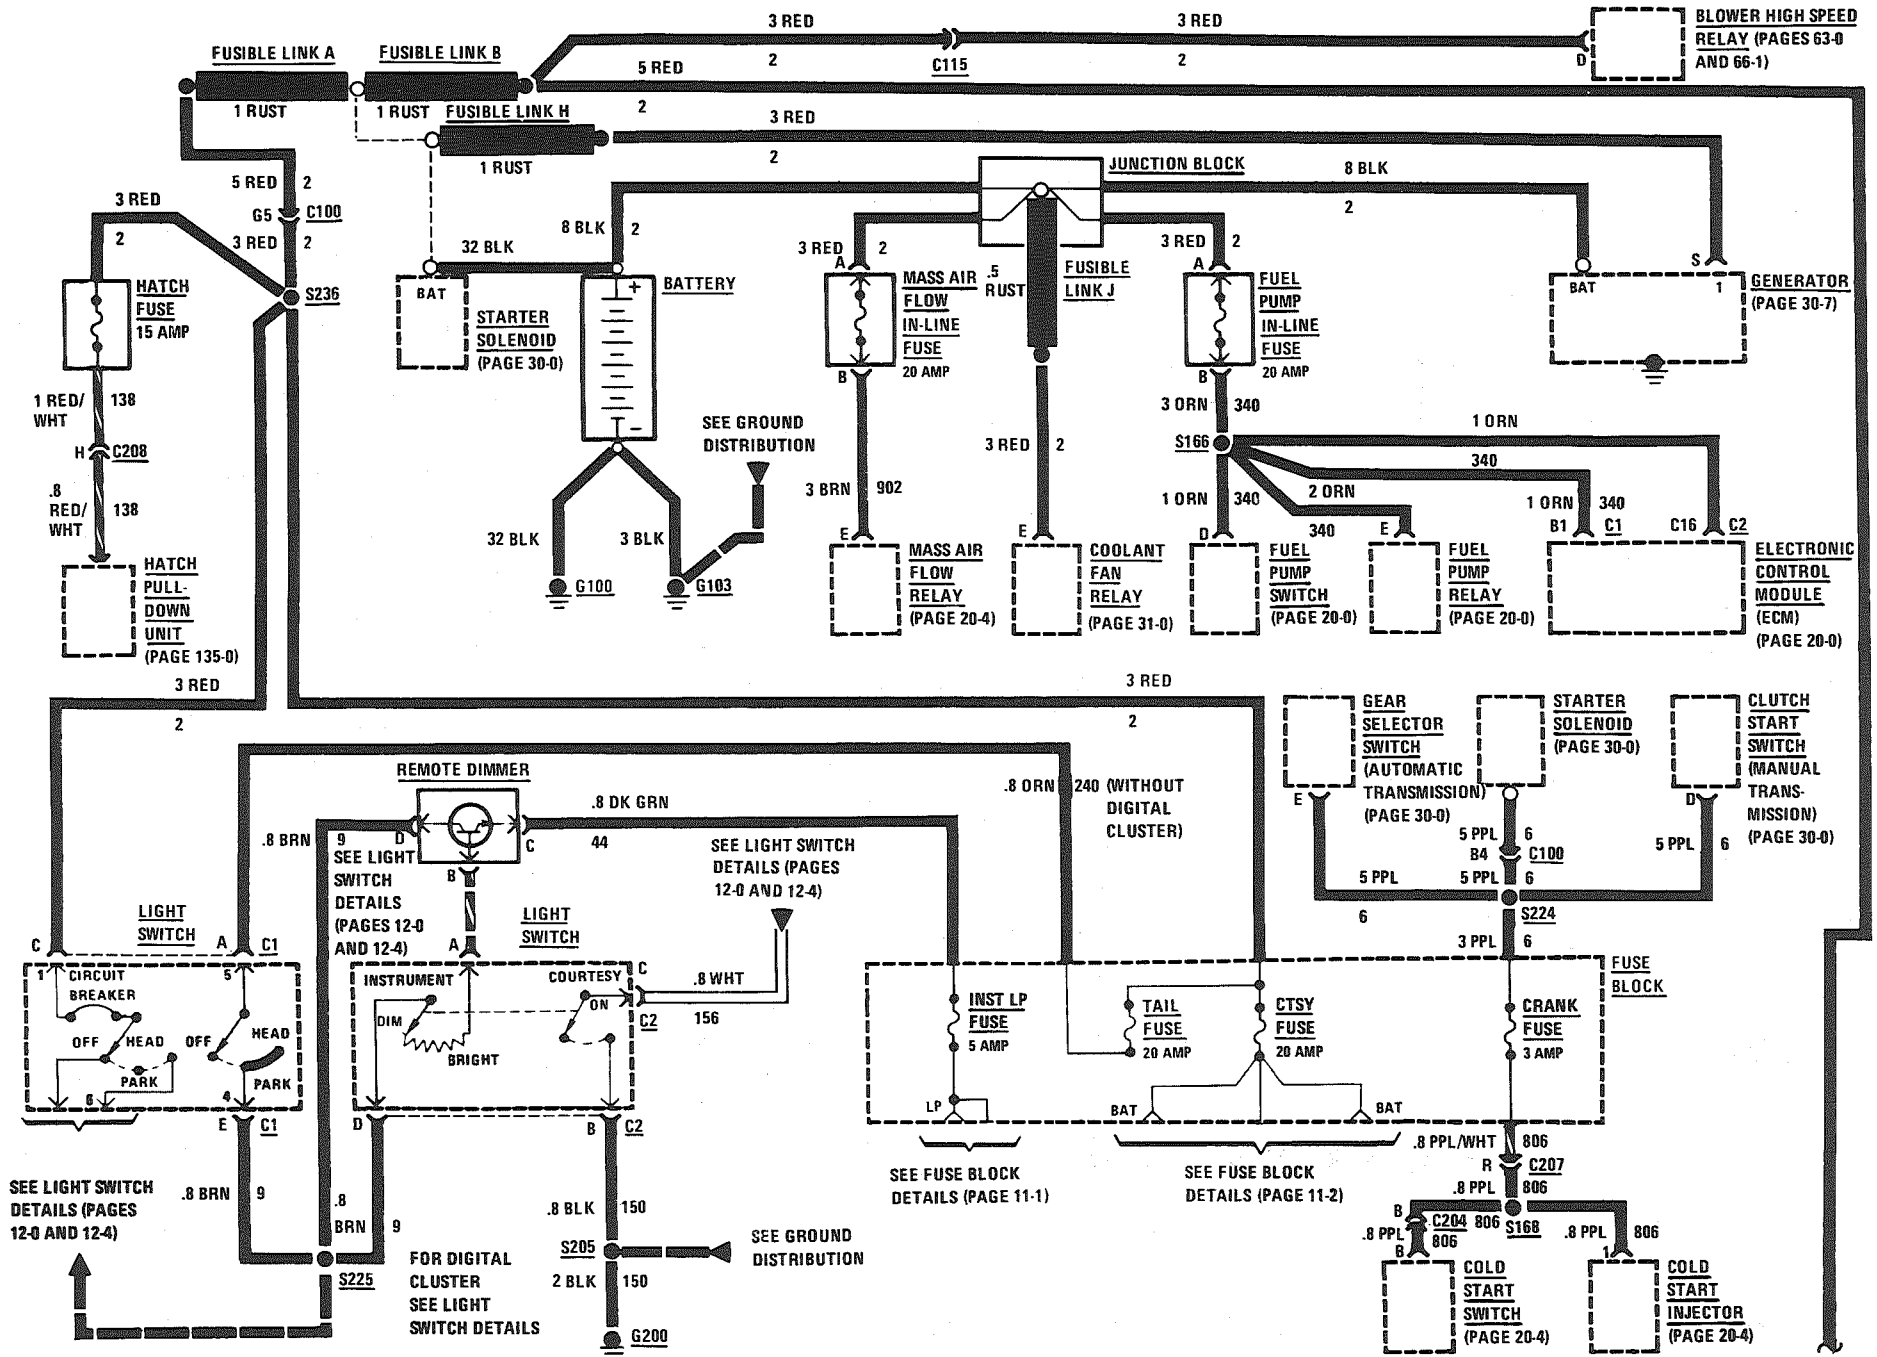 3 RED
2
C115
3 RED
2
D
BLOWER HIGH SPEED
RELAY (PAGES 63-0
AND 66-1)
FUSIBLE LINK A
1 RUST
FUSIBLE LINK B
1 RUST
5 RED
2
FUSIBLE LINK H
1 RUST
3 RED
2
5 RED
2
G5
C100
3 RED
2
S236
3 RED
2
HATCH
FUSE
15 AMP
1 RED/
WHT
138
H
C208
.8
RED/
WHT
138
HATCH
PULL-
DOWN
UNIT
(PAGE 135-0)
32 BLK
BAT
STARTER
SOLENOID
(PAGE 30-0)
8 BLK
2
BATTERY
+
−
32 BLK
3 BLK
G100
G103
SEE GROUND
DISTRIBUTION
JUNCTION BLOCK
8 BLK
2
3 RED
2
A
MASS AIR
FLOW
IN-LINE
FUSE
20 AMP
B
3 BRN
902
E
MASS AIR
FLOW
RELAY
(PAGE 20-4)
.5
RUST
FUSIBLE
LINK J
3 RED
2
E
COOLANT
FAN
RELAY
(PAGE 31-0)
3 RED
2
A
FUEL
PUMP
IN-LINE
FUSE
20 AMP
B
3 ORN
340
S166
1 ORN
340
D
FUEL
PUMP
SWITCH
(PAGE 20-0)
1 ORN
340
2 ORN
340
E
FUEL
PUMP
RELAY
(PAGE 20-0)
1 ORN
340
B1
C1
C16
C2
ELECTRONIC
CONTROL
MODULE
(ECM)
(PAGE 20-0)
S
BAT
1
GENERATOR
(PAGE 30-7)
3 RED
2
3 RED
2
REMOTE DIMMER
.8 DK GRN
44
.8 BRN
9
D
C
B
SEE LIGHT
SWITCH
DETAILS
(PAGES 12-0
AND 12-4)
SEE LIGHT SWITCH
DETAILS (PAGES
12-0 AND 12-4)
.8 ORN
240
(WITHOUT
DIGITAL
CLUSTER)
GEAR
SELECTOR
SWITCH
(AUTOMATIC
TRANSMISSION)
(PAGE 30-0)
E
STARTER
SOLENOID
(PAGE 30-0)
CLUTCH
START
SWITCH
(MANUAL
TRANS-
MISSION)
(PAGE 30-0)
D
5 PPL
6
B4
C100
5 PPL
6
5 PPL
6
5 PPL
6
S224
3 PPL
6
LIGHT
SWITCH
C
A
C1
1
CIRCUIT
BREAKER
5
OFF
HEAD
PARK
OFF
HEAD
PARK
6
4
E
C1
LIGHT
SWITCH
A
C
INSTRUMENT
COURTESY
ON
DIM
BRIGHT
C2
.8 WHT
156
D
B
C2
SEE LIGHT SWITCH
DETAILS (PAGES
12-0 AND 12-4)
.8 BRN
9
.8
BRN
9
S225
FOR DIGITAL
CLUSTER
SEE LIGHT
SWITCH DETAILS
.8 BLK
150
S205
2 BLK
150
G200
SEE GROUND
DISTRIBUTION
FUSE
BLOCK
INST LP
FUSE
5 AMP
TAIL
FUSE
20 AMP
CTSY
FUSE
20 AMP
CRANK
FUSE
3 AMP
LP
BAT
BAT
SEE FUSE BLOCK
DETAILS (PAGE 11-1)
SEE FUSE BLOCK
DETAILS (PAGE 11-2)
.8 PPL/WHT
806
R
C207
.8 PPL
806
S168
B
C204
806
.8 PPL
806
B
.8 PPL
806
1
COLD
START
SWITCH
(PAGE 20-4)
COLD
START
INJECTOR
(PAGE 20-4)